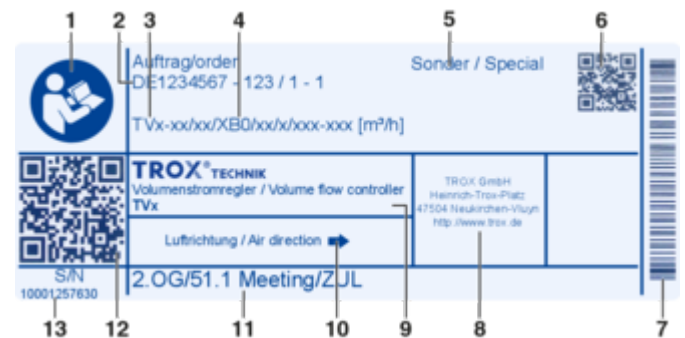 1 2 3 4 5 6
Auftrag/order
Sonder / Special
DE1234567 - 123 / 1 - 1
TVx-xx/xx/XB0/xx/x/xxx-xxx [m³/h]
TROX® TECHNIK
Volumenstromregler / Volume flow controller
TVx
TROX GmbH
Heinrich-Trox-Platz
47504 Neukirchen-Vluyn
http://www.trox.de
Luftrichtung / Air direction
S/N
10001257630
2.OG/51.1 Meeting/ZUL
13 12 11 10 9 8 7